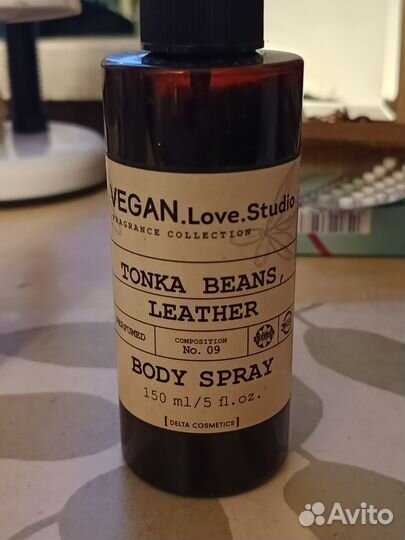 VEGAN.Love.Studio
FRAGRANCE COLLECTION
TONKA BEANS,
LEATHER
PERFUMED
COMPOSITION
No. 09
BODY SPRAY
150 ml/5 fl.oz.
[DELTA COSMETICS]
Avito